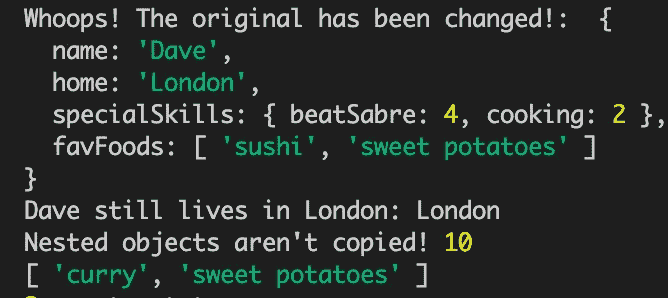 Whoops! The original has been changed!:  {
  name: 'Dave',
  home: 'London',
  specialSkills: { beatSabre: 4, cooking: 2 },
  favFoods: [ 'sushi', 'sweet potatoes' ]
}
Dave still lives in London: London
Nested objects aren't copied! 10
[ 'curry', 'sweet potatoes' ]